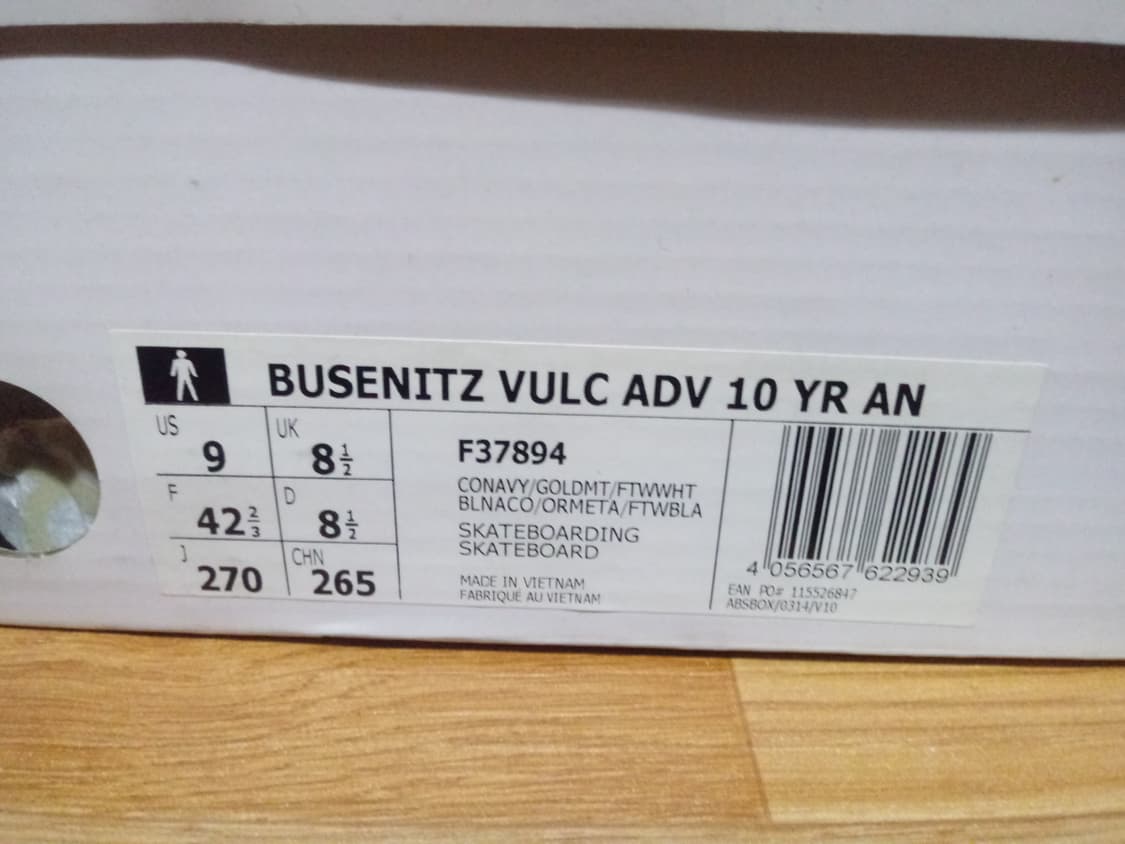 BUSENITZ VULC ADV 10 YR AN
US 9 UK 8½
F 42⅔ D 8½
J 270 CHN 265
F37894
CONAVY/GOLDMT/FTWWHT
BLNACO/ORMETA/FTWBLA
SKATEBOARDING
SKATEBOARD
MADE IN VIETNAM
FABRIQUÉ AU VIETNAM
4 056567 622939
EAN PO# 115526847
ABSBOX/0314/V10